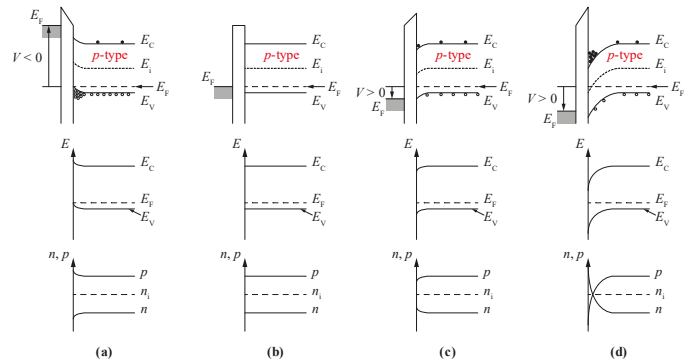 E_F
V < 0
E_C
p-type
E_i
E_F
E_V
E_F
E_C
p-type
E_i
E_F
E_V
V > 0
E_F
E_C
p-type
E_i
E_F
E_V
V > 0
E_F
E_C
p-type
E_i
E_F
E_V
E
E_C
E_F
E_V
E
E_C
E_F
E_V
E
E_C
E_F
E_V
E
E_C
E_F
E_V
n, p
p
n_i
n
n, p
p
n_i
n
n, p
p
n_i
n
n, p
p
n_i
n
(a) (b) (c) (d)